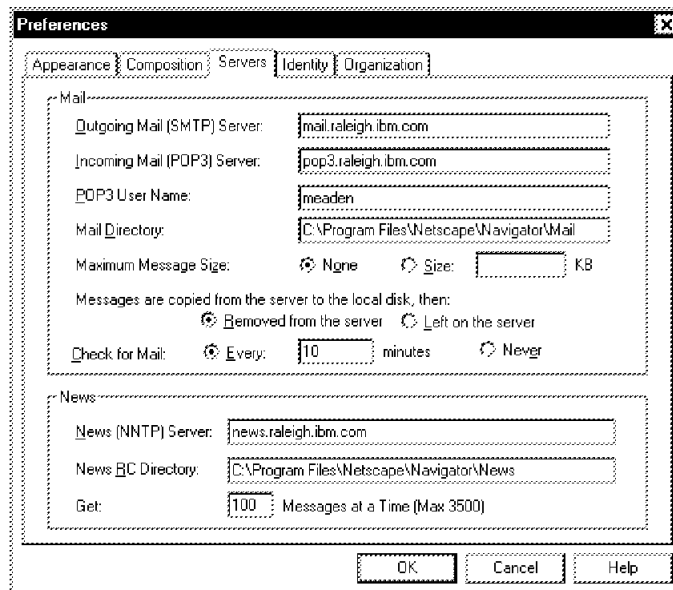 Preferences
Appearance Composition Servers Identity Organization
Mail
Outgoing Mail (SMTP) Server: mail.raleigh.ibm.com
Incoming Mail (POP3) Server: pop3.raleigh.ibm.com
POP3 User Name: meaden
Mail Directory: C:\Program Files\Netscape\Navigator\Mail
Maximum Message Size: None Size: KB
Messages are copied from the server to the local disk, then:
Removed from the server Left on the server
Check for Mail: Every: 10 minutes Never
News
News (NNTP) Server: news.raleigh.ibm.com
News RC Directory: C:\Program Files\Netscape\Navigator\News
Get: 100 Messages at a Time (Max 3500)
OK Cancel Help